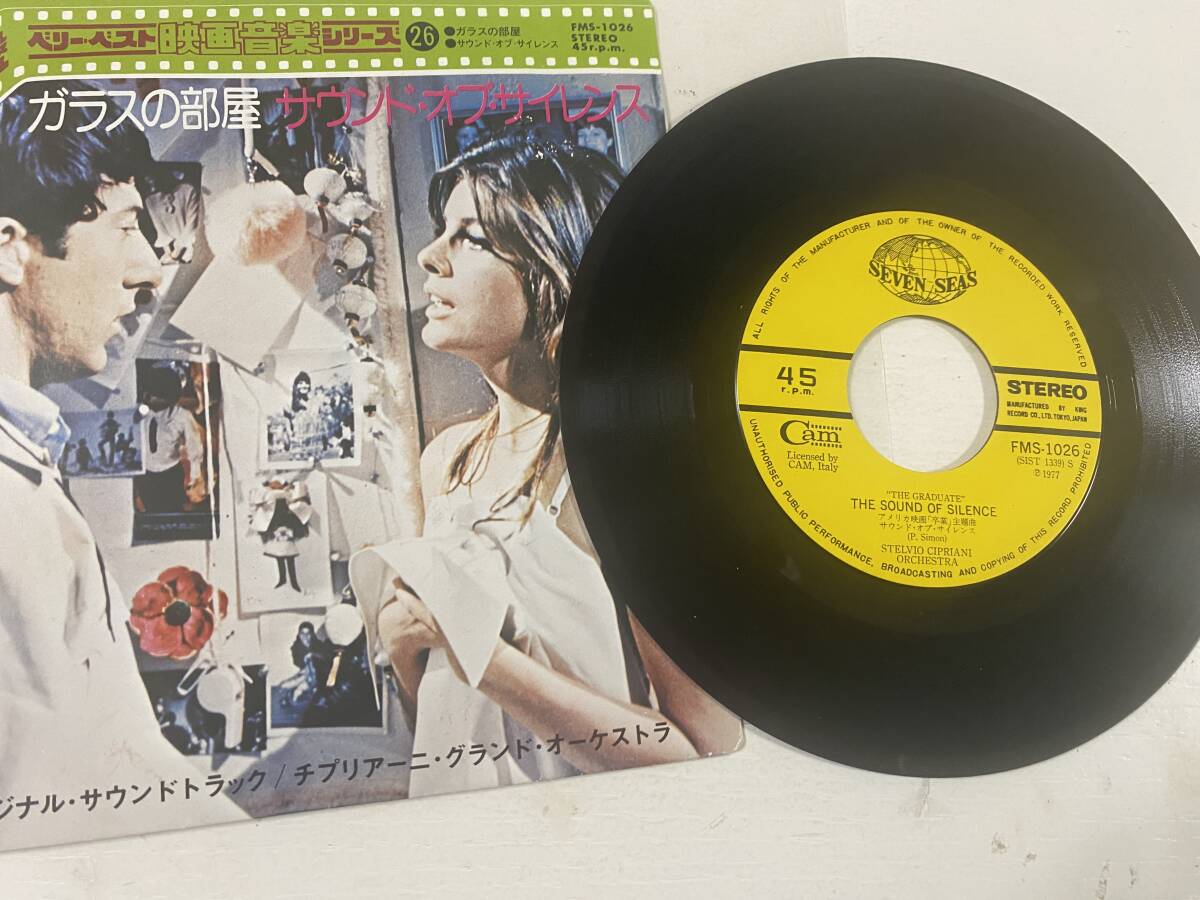 ベリー・ベスト映画音楽シリーズ
26
●ガラスの部屋
●サウンド・オブ・サイレンス
FMS-1026
STEREO
45r.p.m.
ガラスの部屋 サウンド・オブ・サイレンス
ジナル・サウンドトラック/チプリアーニ・グランド・オーケストラ
ALL RIGHTS OF THE MANUFACTURER AND OF THE OWNER OF THE RECORDED WORK RESERVED
SEVEN SEAS
45
r.p.m.
STEREO
MANUFACTURED BY KING
RECORD CO., LTD. TOKYO, JAPAN
Cam
Licensed by
CAM, Italy
FMS-1026
(SIST 1339) S
Ⓟ1977
"THE GRADUATE"
THE SOUND OF SILENCE
アメリカ映画「卒業」主題曲
サウンド・オブ・サイレンス
(P. Simon)
STELVIO CIPRIANI
ORCHESTRA
UNAUTHORISED PUBLIC PERFORMANCE, BROADCASTING AND COPYING OF THIS RECORD PROHIBITED